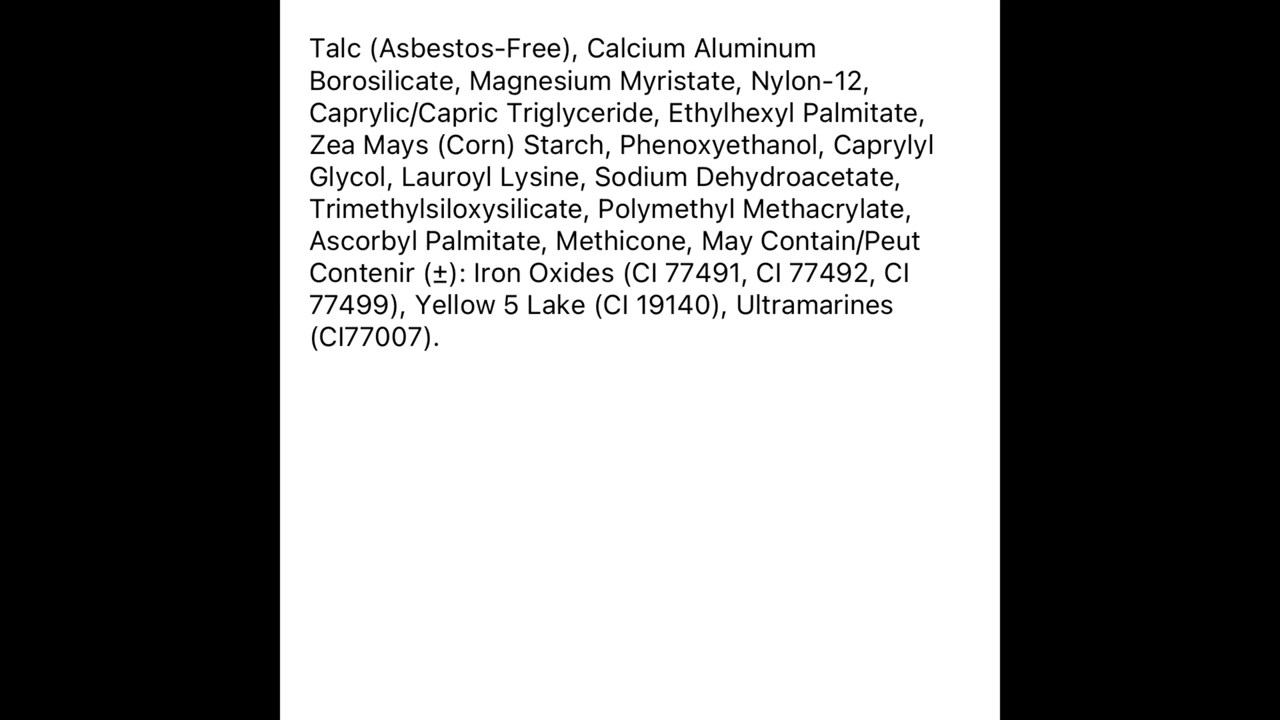 Talc (Asbestos-Free), Calcium Aluminum
Borosilicate, Magnesium Myristate, Nylon-12,
Caprylic/Capric Triglyceride, Ethylhexyl Palmitate,
Zea Mays (Corn) Starch, Phenoxyethanol, Caprylyl
Glycol, Lauroyl Lysine, Sodium Dehydroacetate,
Trimethylsiloxysilicate, Polymethyl Methacrylate,
Ascorbyl Palmitate, Methicone, May Contain/Peut
Contenir (±): Iron Oxides (CI 77491, CI 77492, CI
77499), Yellow 5 Lake (CI 19140), Ultramarines
(CI77007).